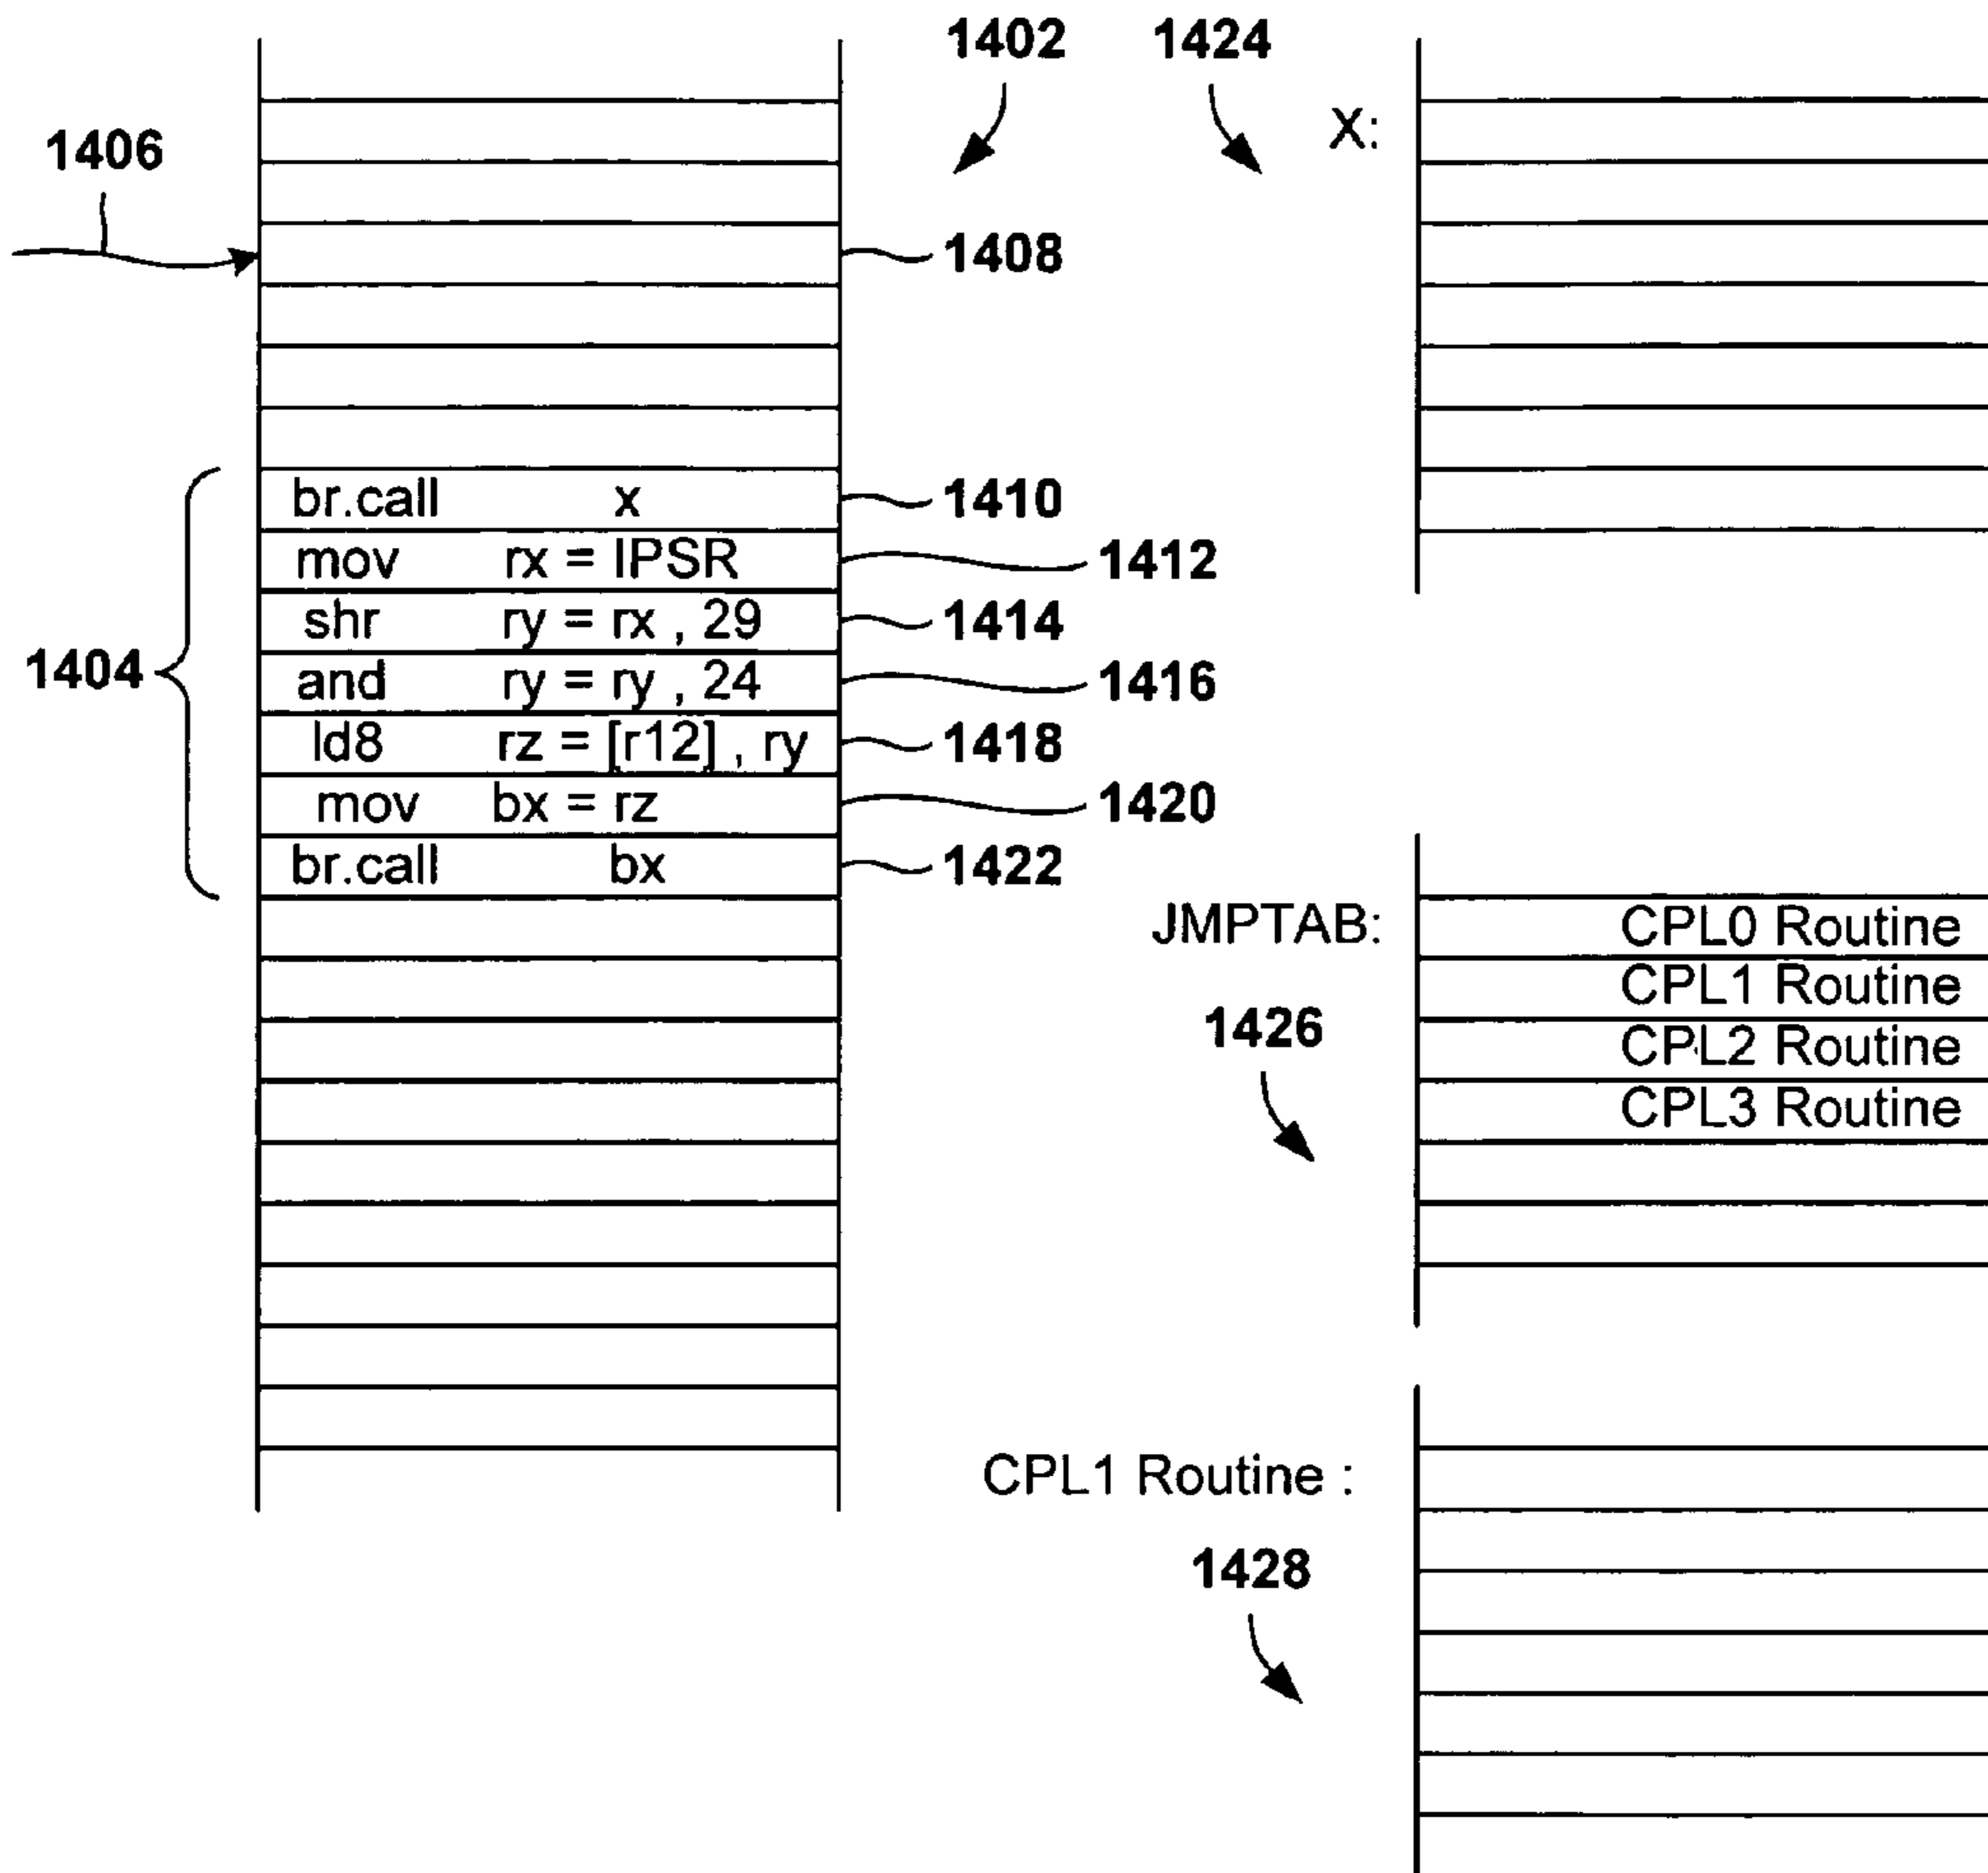 1402
1424
X:
1406
1408
br.call x
1410
mov rx = IPSR
1412
shr ry = rx , 29
1414
1404
and ry = ry , 24
1416
ld8 rz = [r12] , ry
1418
mov bx = rz
1420
br.call bx
1422
JMPTAB:
CPL0 Routine
CPL1 Routine
1426
CPL2 Routine
CPL3 Routine
CPL1 Routine :
1428